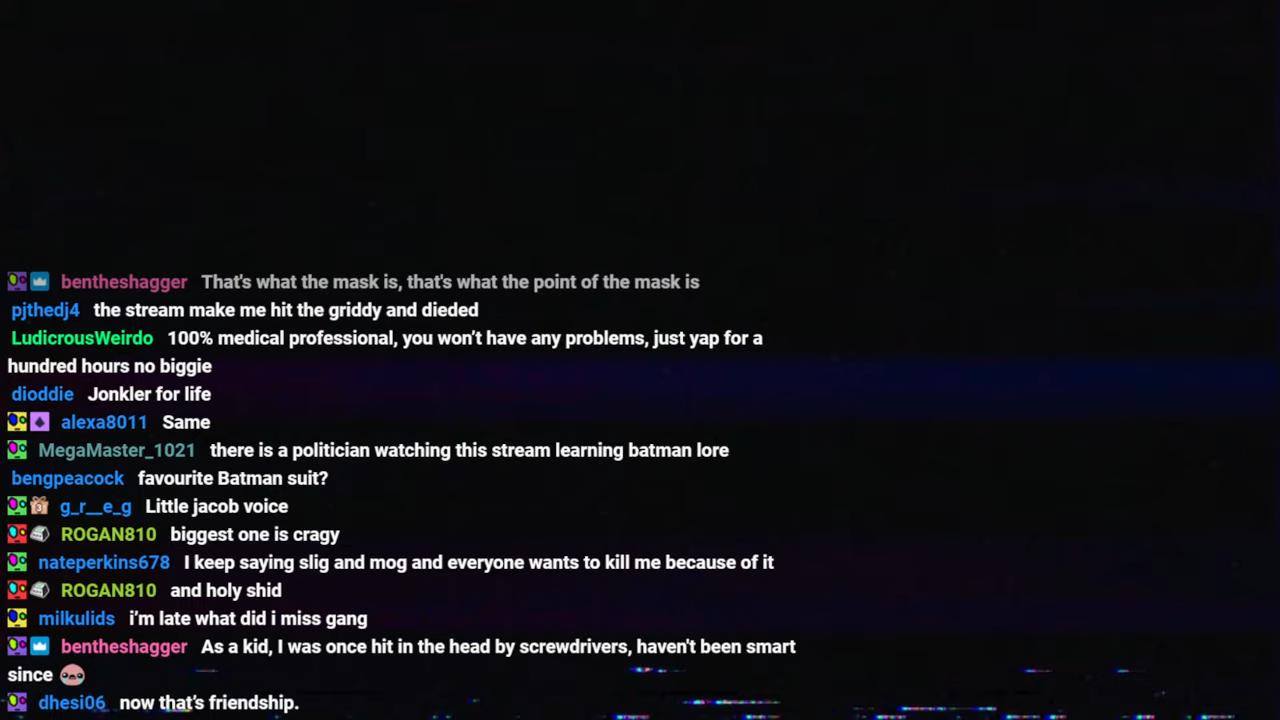 bentheshagger That's what the mask is, that's what the point of the mask is
pjthedj4 the stream make me hit the griddy and dieded
LudicrousWeirdo 100% medical professional, you won’t have any problems, just yap for a
hundred hours no biggie
dioddie Jonkler for life
alexa8011 Same
MegaMaster_1021 there is a politician watching this stream learning batman lore
bengpeacock favourite Batman suit?
g_r__e_g Little jacob voice
ROGAN810 biggest one is cragy
nateperkins678 I keep saying slig and mog and everyone wants to kill me because of it
ROGAN810 and holy shid
milkulids i’m late what did i miss gang
bentheshagger As a kid, I was once hit in the head by screwdrivers, haven't been smart
since
dhesi06 now that’s friendship.